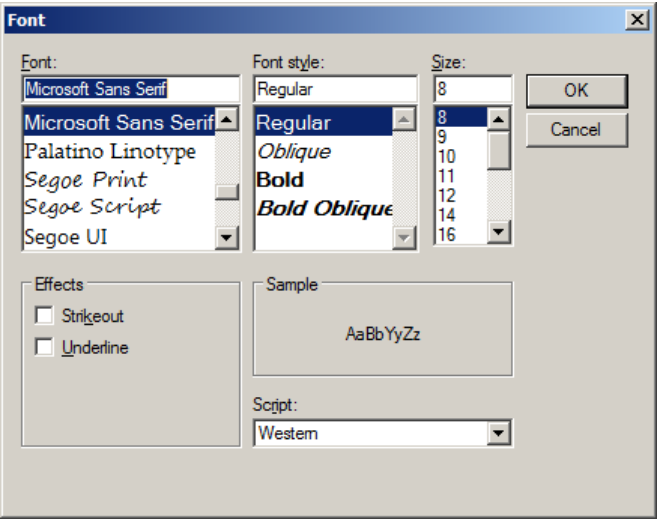 Font
Font:
Font style:
Size:
Microsoft Sans Serif
Regular
8
OK
Cancel
Microsoft Sans Serif
Palatino Linotype
Segoe Print
Segoe Script
Segoe UI
Regular
Oblique
Bold
Bold Oblique
8
9
10
11
12
14
16
Effects
Strikeout
Underline
Sample
AaBbYyZz
Script:
Western